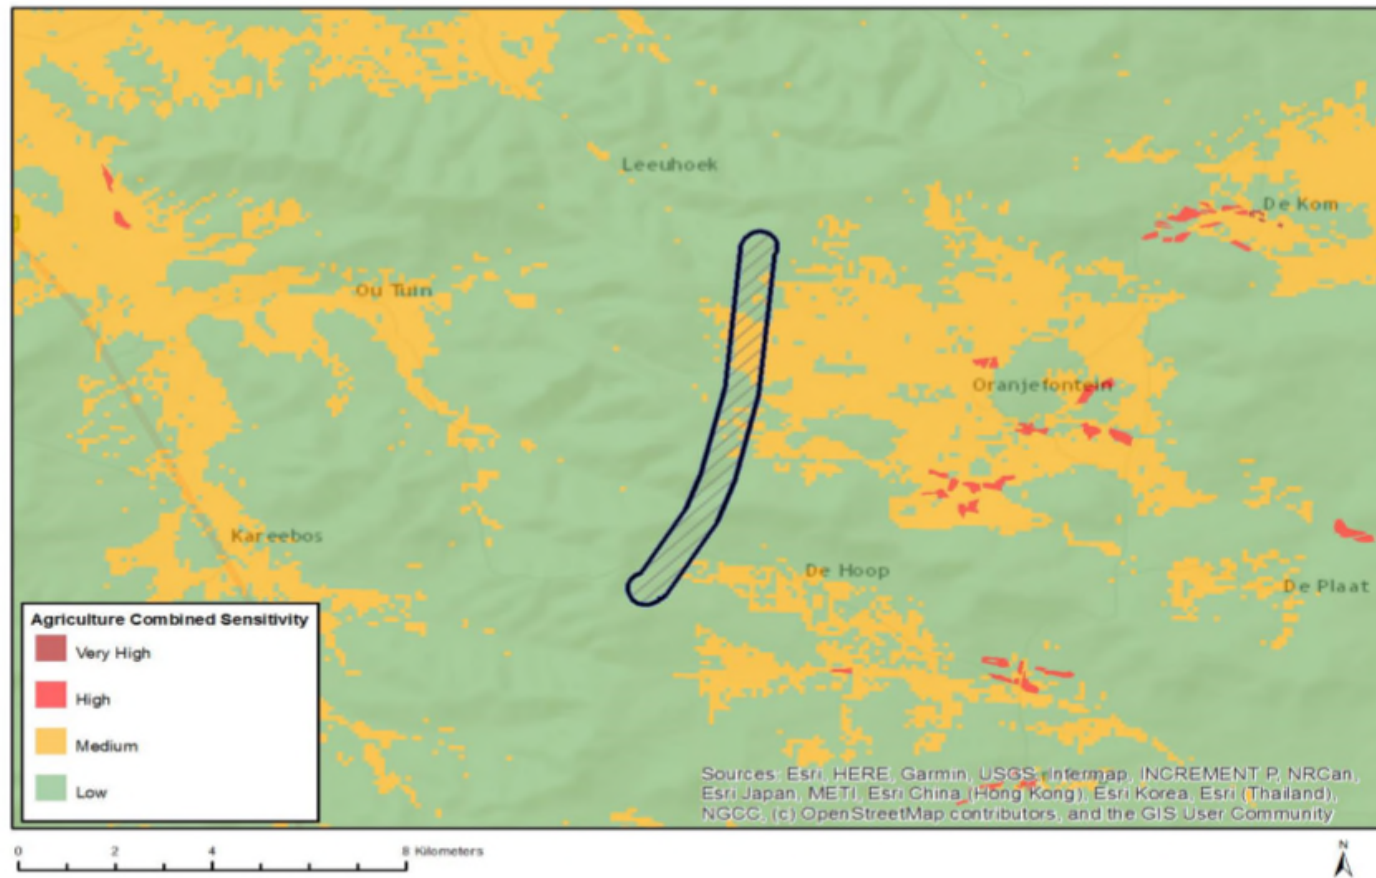 Leeuhoek
De Kom
Ou Tuin
Oranjefontein
Kareebos
De Hoop
De Plaat
Agriculture Combined Sensitivity
Very High
High
Medium
Low
Sources: Esri, HERE, Garmin, USGS, Intermap, INCREMENT P, NRCan,
Esri Japan, METI, Esri China (Hong Kong), Esri Korea, Esri (Thailand),
NGCC, (c) OpenStreetMap contributors, and the GIS User Community
0 2 4 8 Kilometers
N